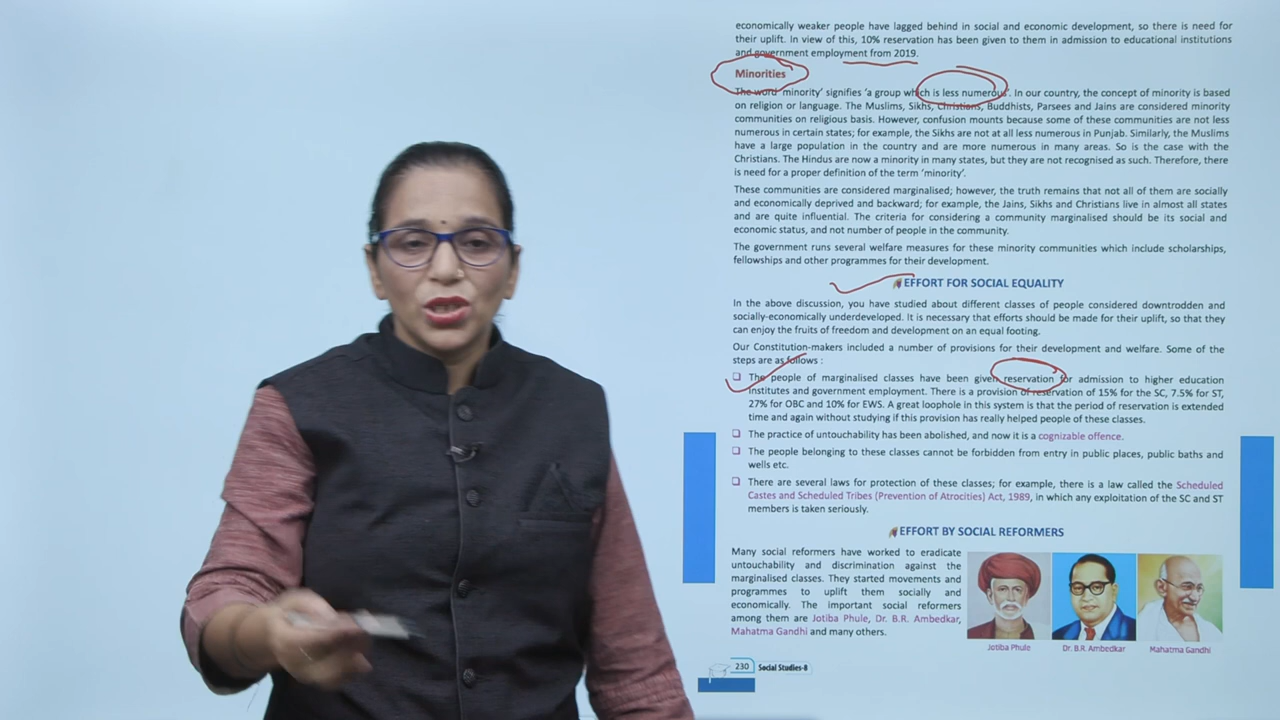 economically weaker people have lagged behind in social and economic development, so there is need for
their uplift. In view of this, 10% reservation has been given to them in admission to educational institutions
and government employment from 2019.
Minorities
The word 'minority' signifies 'a group which is less numerous'. In our country, the concept of minority is based
on religion or language. The Muslims, Sikhs, Christians, Buddhists, Parsees and Jains are considered minority
communities on religious basis. However, confusion mounts because some of these communities are not less
numerous in certain states; for example, the Sikhs are not at all less numerous in Punjab. Similarly, the Muslims
have a large population in the country and are more numerous in many areas. So is the case with the
Christians. The Hindus are now a minority in many states, but they are not recognised as such. Therefore, there
is need for a proper definition of the term 'minority'.
These communities are considered marginalised; however, the truth remains that not all of them are socially
and economically deprived and backward; for example, the Jains, Sikhs and Christians live in almost all states
and are quite influential. The criteria for considering a community marginalised should be its social and
economic status, and not number of people in the community.
The government runs several welfare measures for these minority communities which include scholarships,
fellowships and other programmes for their development.
EFFORT FOR SOCIAL EQUALITY
In the above discussion, you have studied about different classes of people considered downtrodden and
socially-economically underdeveloped. It is necessary that efforts should be made for their uplift, so that they
can enjoy the fruits of freedom and development on an equal footing.
Our Constitution-makers included a number of provisions for their development and welfare. Some of the
steps are as follows :
❑ The people of marginalised classes have been given reservation for admission to higher education
institutes and government employment. There is a provision of reservation of 15% for the SC, 7.5% for ST,
27% for OBC and 10% for EWS. A great loophole in this system is that the period of reservation is extended
time and again without studying if this provision has really helped people of these classes.
❑ The practice of untouchability has been abolished, and now it is a cognizable offence.
❑ The people belonging to these classes cannot be forbidden from entry in public places, public baths and
wells etc.
❑ There are several laws for protection of these classes; for example, there is a law called the Scheduled
Castes and Scheduled Tribes (Prevention of Atrocities) Act, 1989, in which any exploitation of the SC and ST
members is taken seriously.
EFFORT BY SOCIAL REFORMERS
Many social reformers have worked to eradicate
untouchability and discrimination against the
marginalised classes. They started movements and
programmes to uplift them socially and
economically. The important social reformers
among them are Jotiba Phule, Dr. B.R. Ambedkar,
Mahatma Gandhi and many others.
Jotiba Phule Dr. B.R. Ambedkar Mahatma Gandhi
230 Social Studies-8